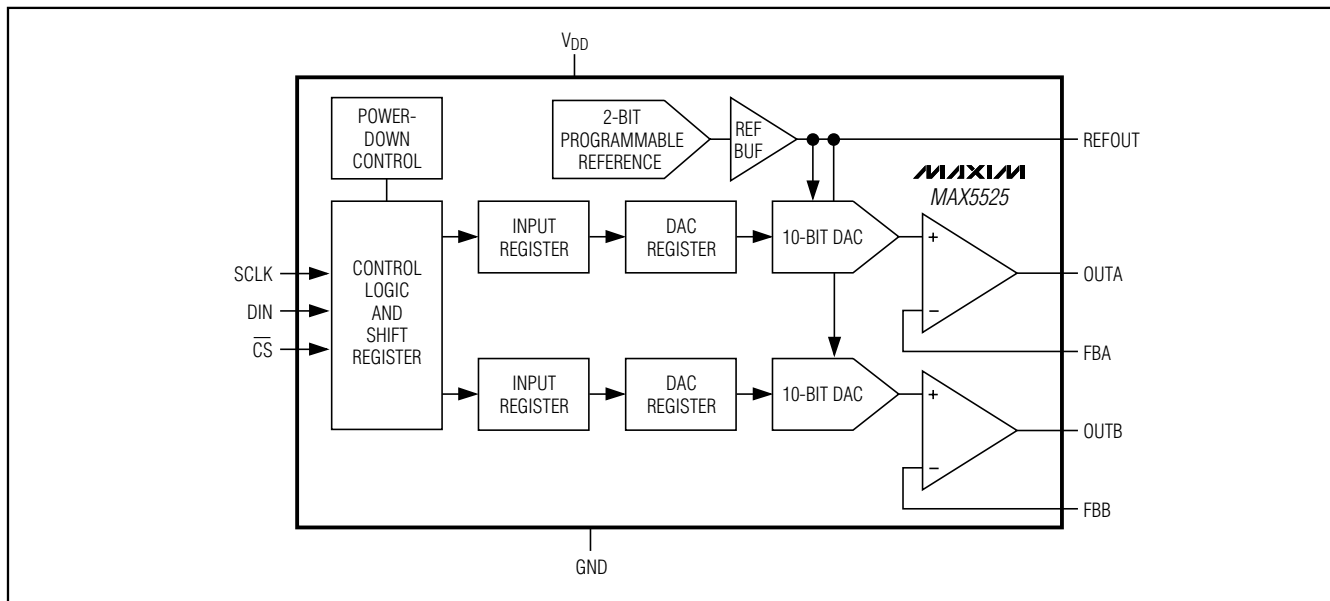 VDD
POWER-
DOWN
CONTROL
2-BIT
PROGRAMMABLE
REFERENCE
REF
BUF
REFOUT
MAXIM
MAX5525
CONTROL
LOGIC
AND
SHIFT
REGISTER
INPUT
REGISTER
DAC
REGISTER
10-BIT DAC
+
−
OUTA
FBA
SCLK
DIN
C̅S̅
INPUT
REGISTER
DAC
REGISTER
10-BIT DAC
+
−
OUTB
FBB
GND